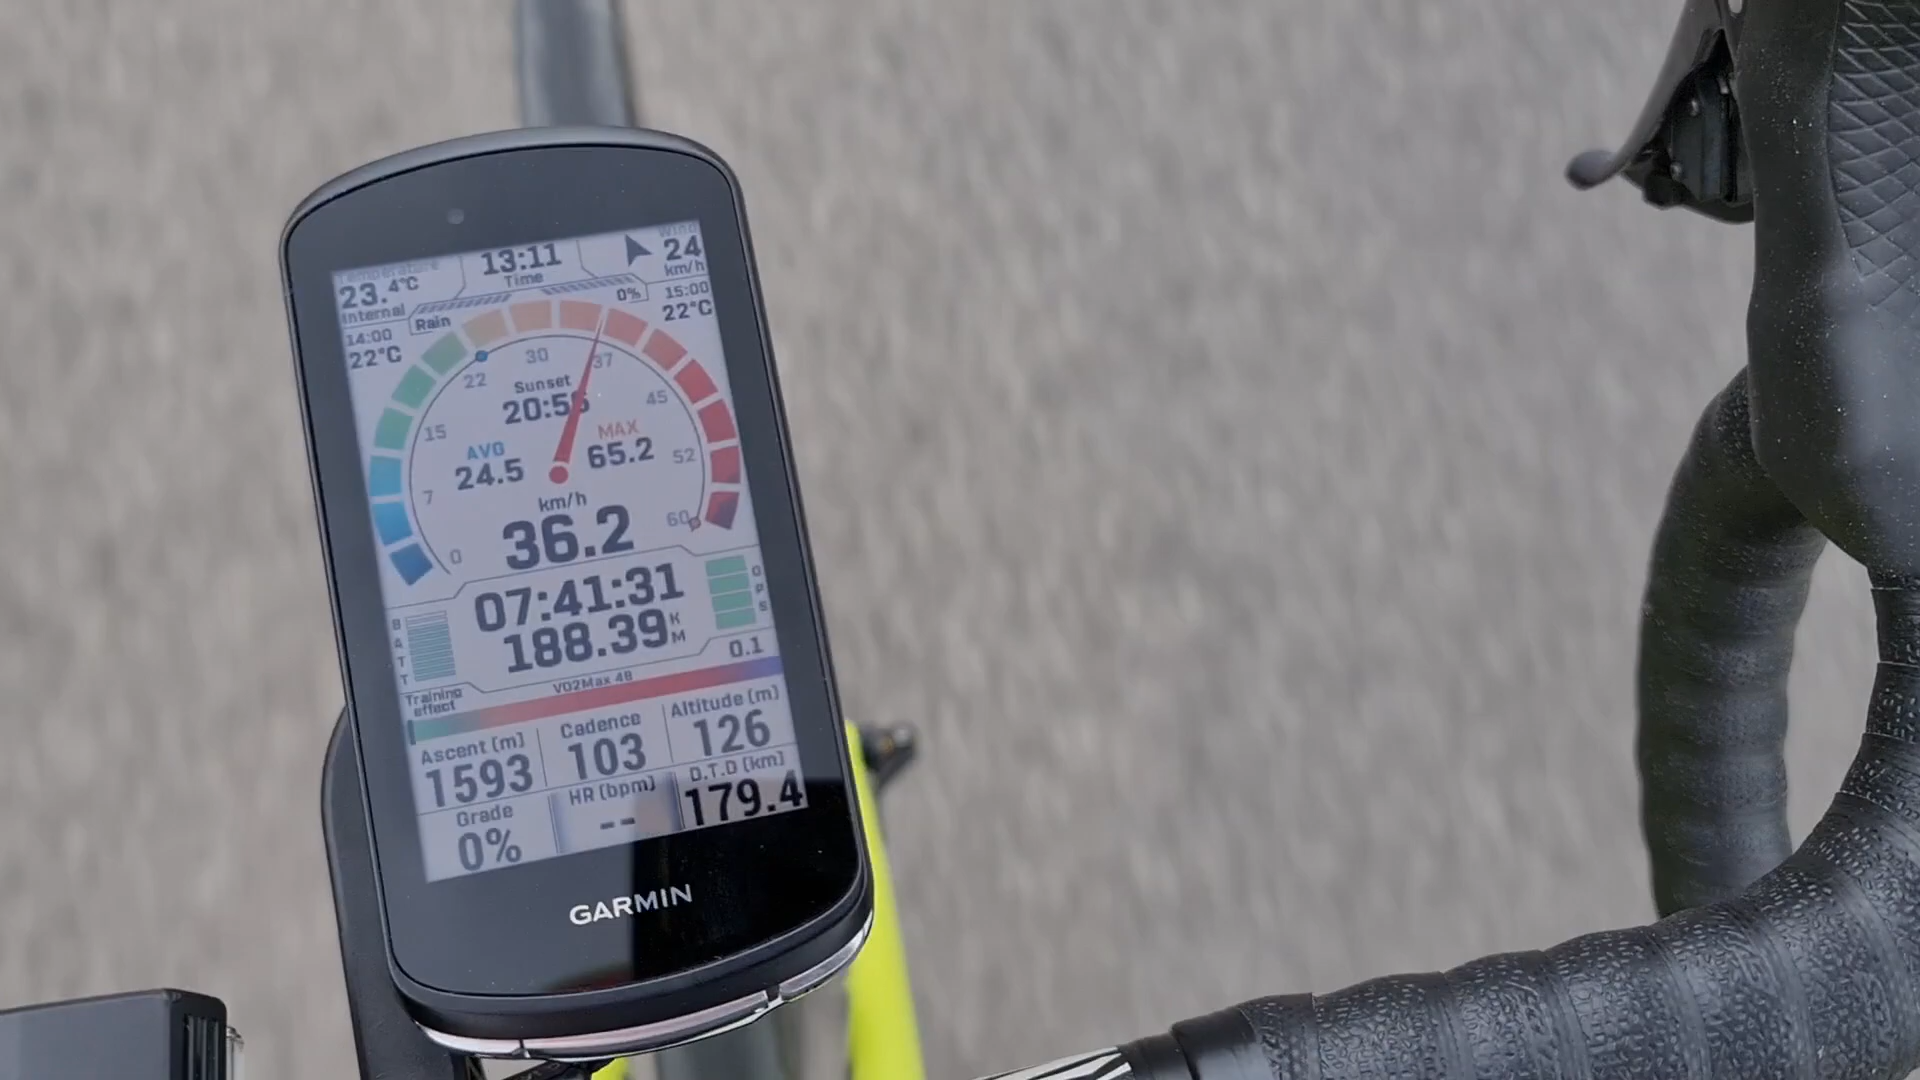 Temperature 13:11 Wind
23.4°C Time 24
Internal km/h
Rain 0%
14:00 15:00
22°C 22°C
0 7 15 22 30 37 45 52 60
Sunset
AVG MAX
24.5 65.2
km/h
36.2
07:41:31
188.39 KM
BATT GPS
0.1
Training effect
VO2Max 48
Ascent (m) Cadence Altitude (m)
1593 103 126
Grade HR (bpm) D.T.D (km)
0% -- 179.4
GARMIN